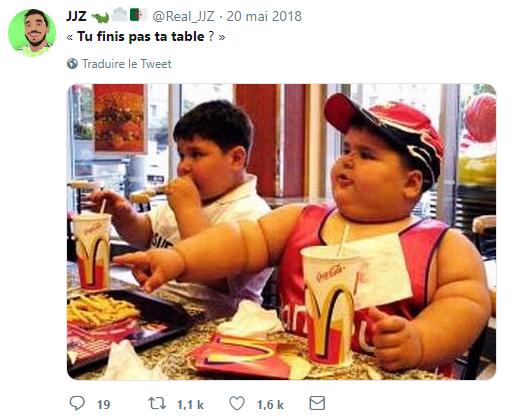 JJZ @Real_JJZ · 20 mai 2018
« Tu finis pas ta table ? »
Traduire le Tweet
Coca-Cola
Coca-Cola
19 1,1 k 1,6 k